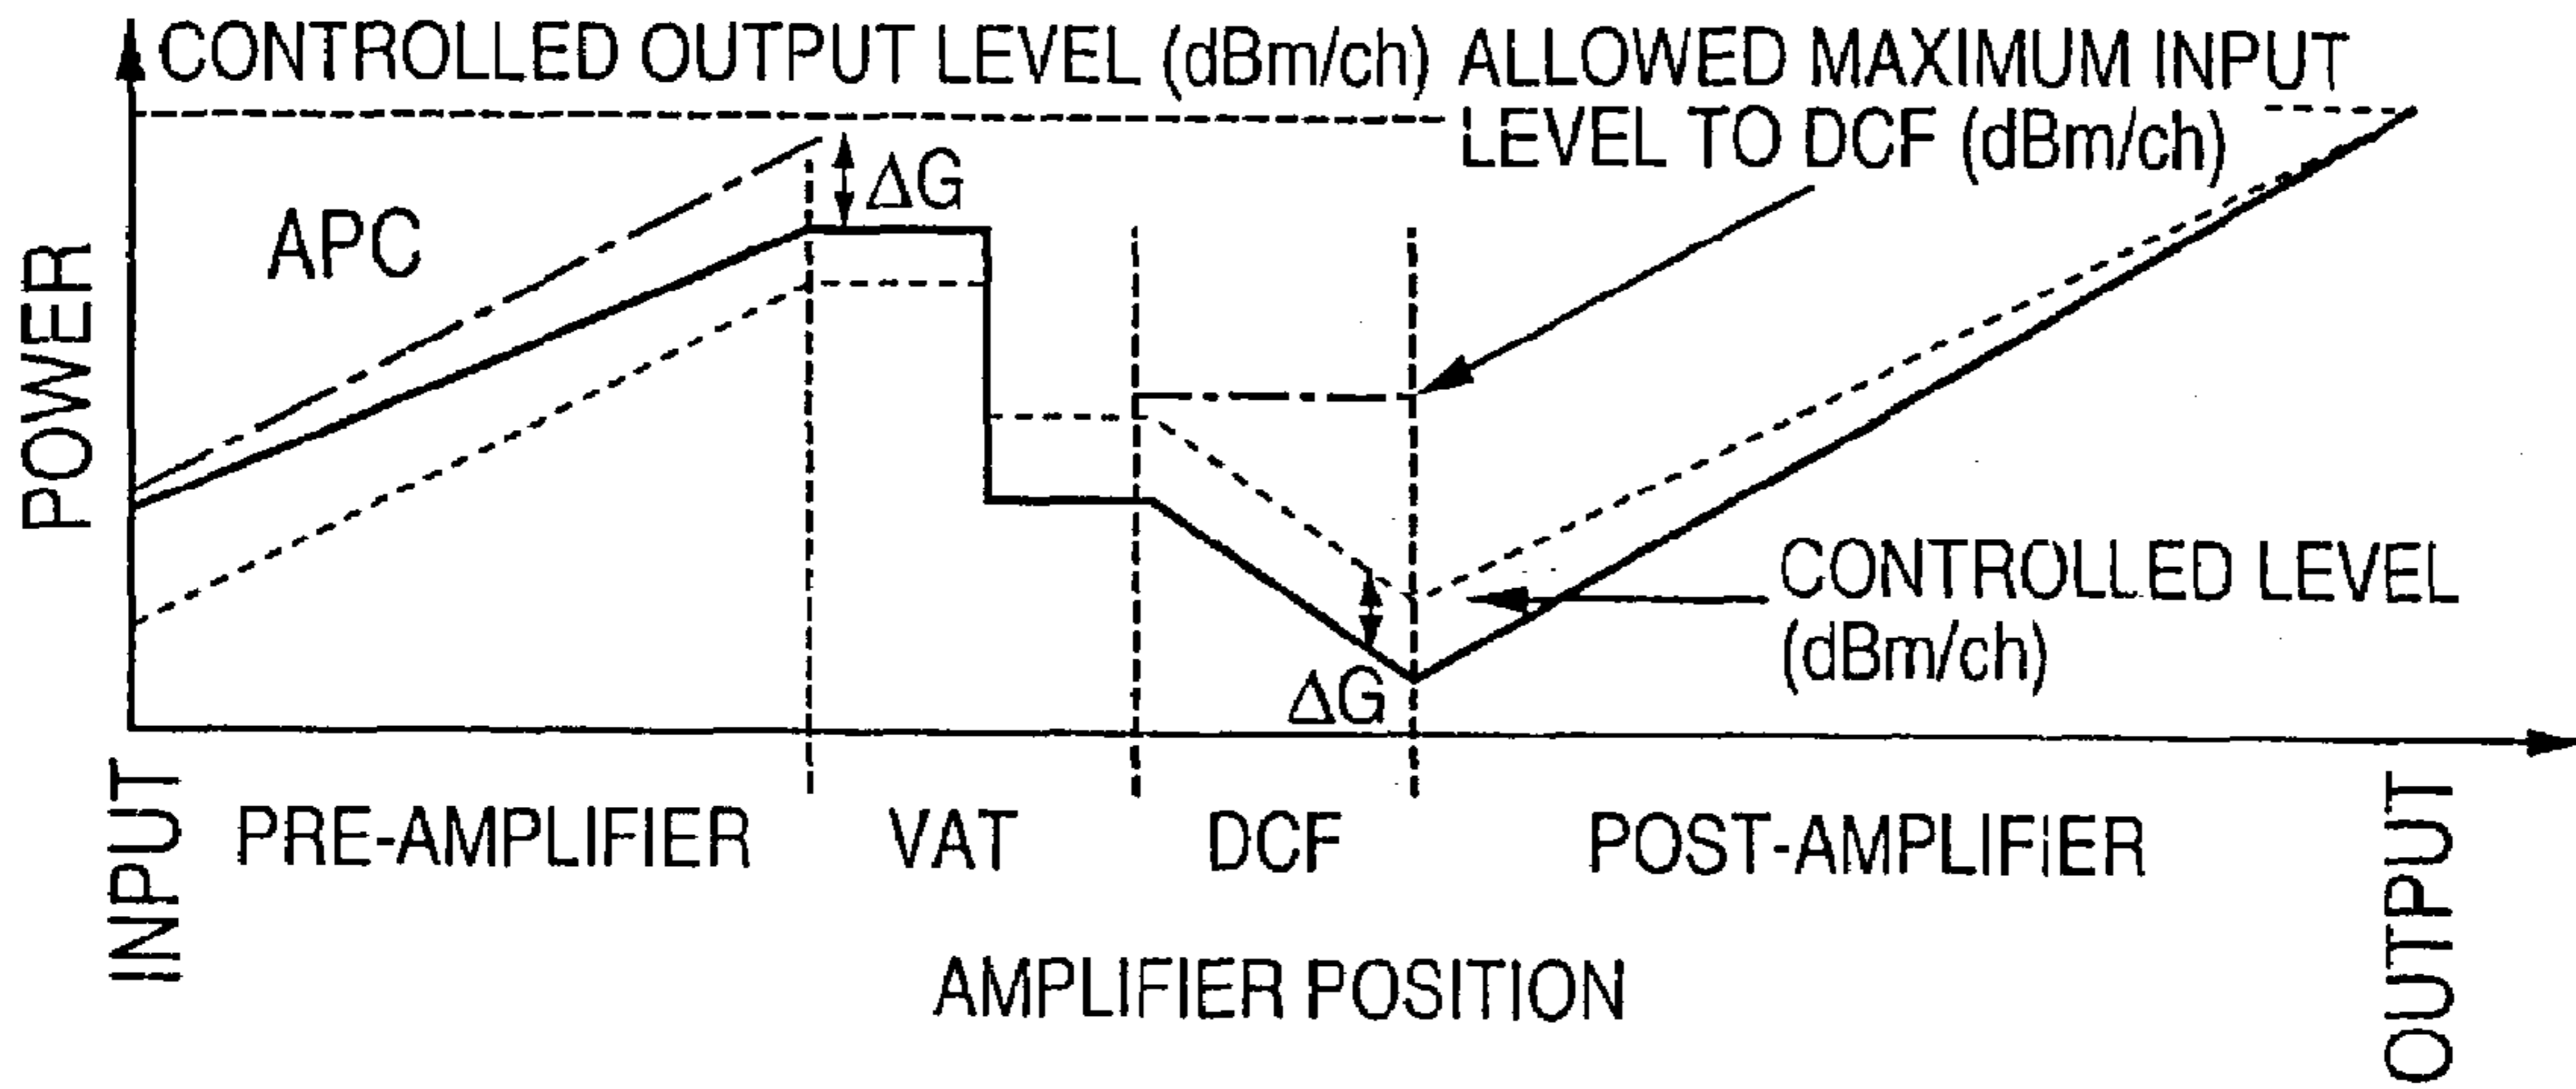 CONTROLLED OUTPUT LEVEL (dBm/ch)
ALLOWED MAXIMUM INPUT
LEVEL TO DCF (dBm/ch)
ΔG
APC
POWER
CONTROLLED LEVEL
(dBm/ch)
ΔG
INPUT
PRE-AMPLIFIER
VAT
DCF
POST-AMPLIFIER
OUTPUT
AMPLIFIER POSITION